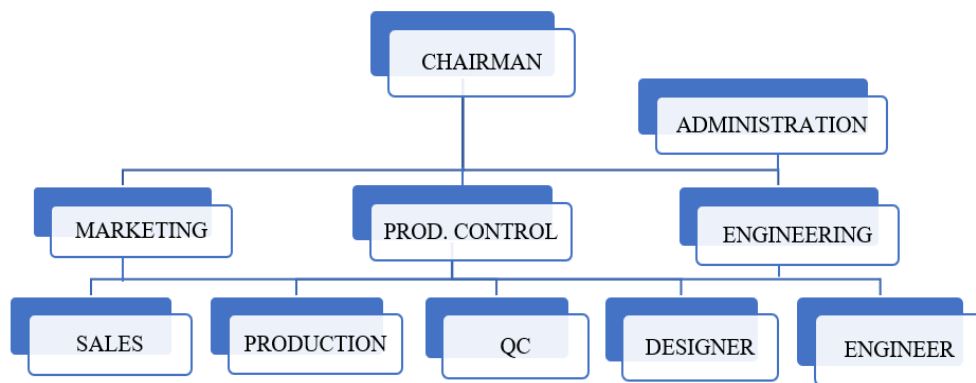 CHAIRMAN
ADMINISTRATION
MARKETING
PROD. CONTROL
ENGINEERING
SALES
PRODUCTION
QC
DESIGNER
ENGINEER